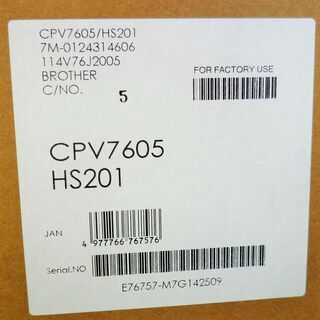 CPV7605/HS201
7M-0124314606
114V76J2005
BROTHER
C/NO. 5
FOR FACTORY USE
CPV7605
HS201
JAN
4 977766 767576
Serial.NO
E76757-M7G142509